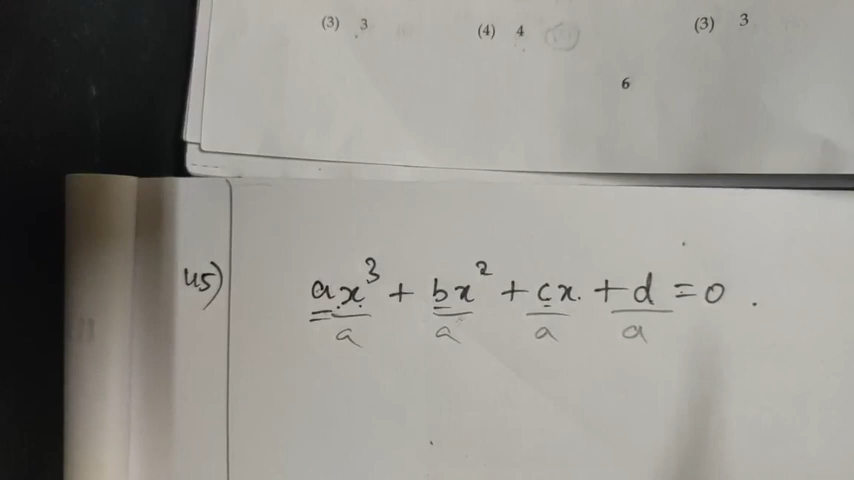 (3) 3 (4) 4 (3) 3
6
45) ax³ + bx² + cx + d = 0 .
a a a a